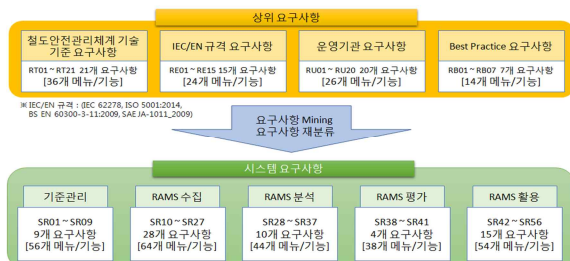 상위 요구사항
철도안전관리체계 기술
기준 요구사항
RT01 ~ RT21 21개 요구사항
[36개 메뉴/기능]
IEC/EN 규격 요구사항
RE01 ~ RE15 15개 요구사항
[24개 메뉴/기능]
운영기관 요구사항
RU01 ~ RU20 20개 요구사항
[26개 메뉴/기능]
Best Practice 요구사항
RB01 ~ RB07 7개 요구사항
[14개 메뉴/기능]
※ IEC/EN 규격 : (IEC 62278, ISO 5001:2014,
BS EN 60300-3-11:2009, SAE JA-1011_2009)
요구사항 Mining
요구사항 재분류
시스템 요구사항
기준관리
SR01 ~ SR09
9개 요구사항
[56개 메뉴/기능]
RAMS 수집
SR10 ~ SR27
28개 요구사항
[64개 메뉴/기능]
RAMS 분석
SR28 ~ SR37
10개 요구사항
[44개 메뉴/기능]
RAMS 평가
SR38 ~ SR41
4개 요구사항
[38개 메뉴/기능]
RAMS 활용
SR42 ~ SR56
15개 요구사항
[54개 메뉴/기능]